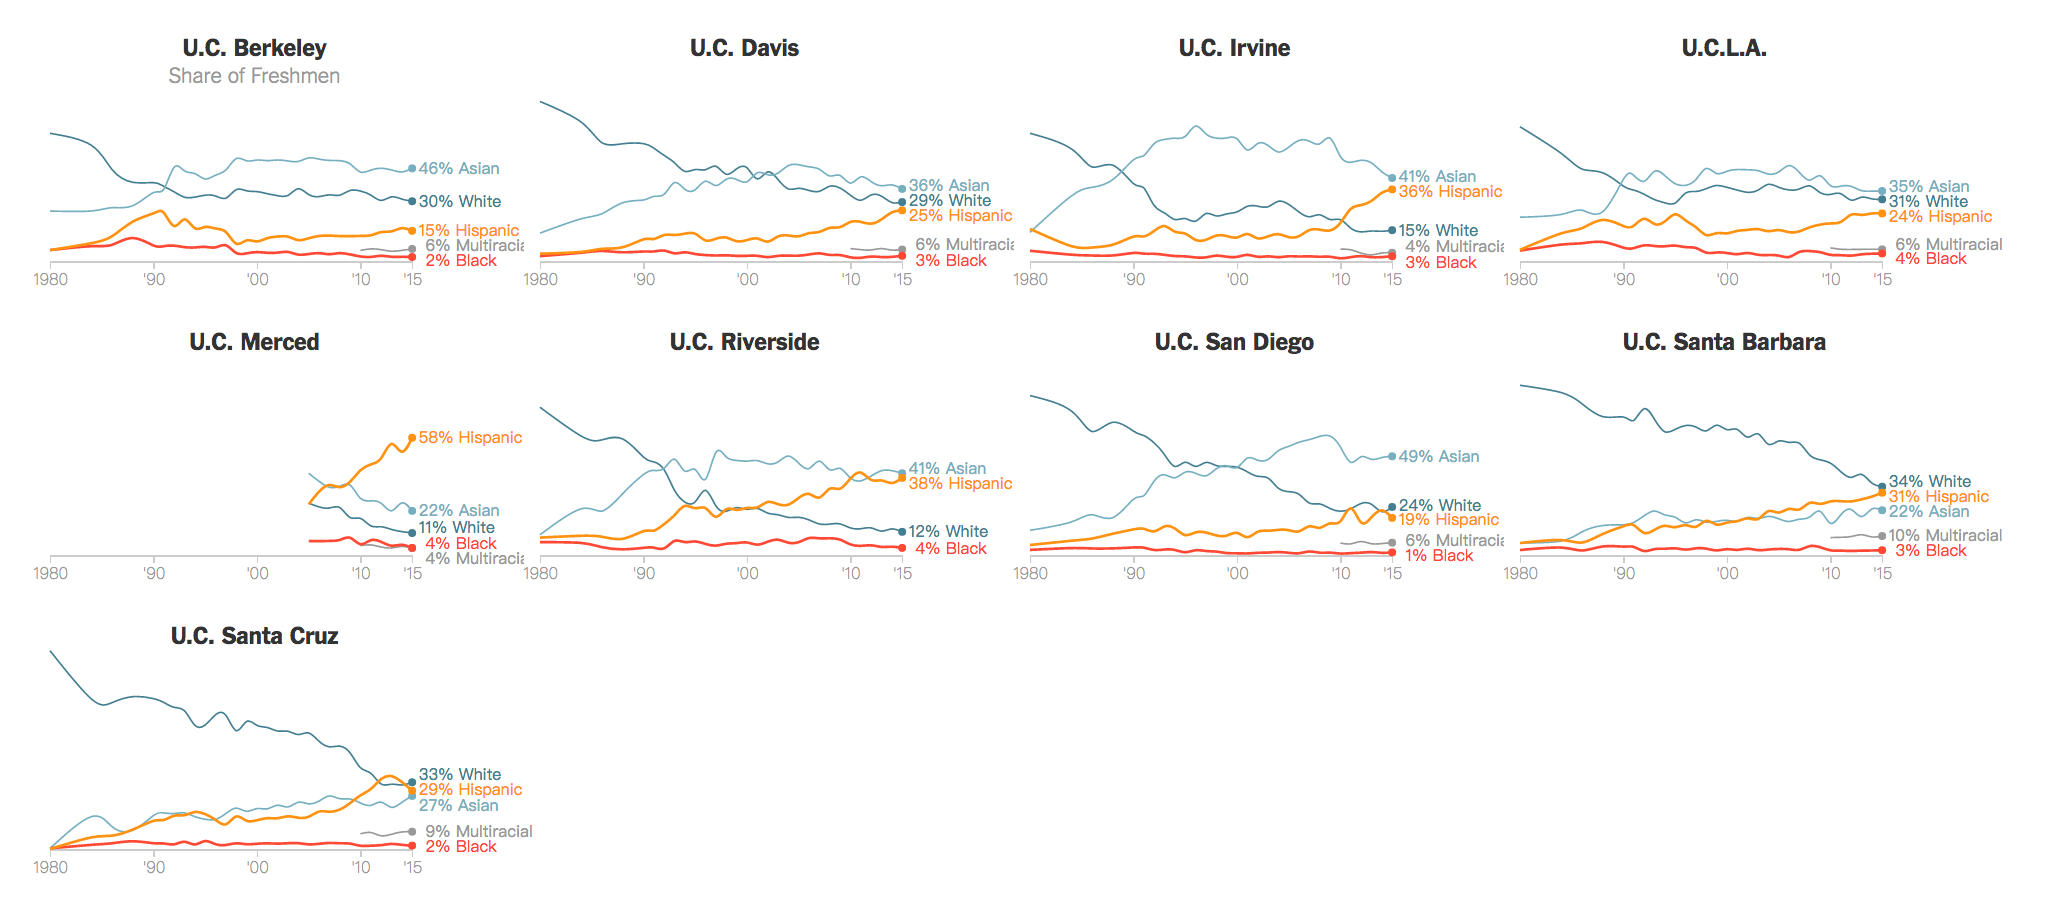 U.C. Berkeley
Share of Freshmen
46% Asian
30% White
15% Hispanic
6% Multiracia
2% Black
1980 '90 '00 '10 '15
U.C. Davis
36% Asian
29% White
25% Hispanic
6% Multiracia
3% Black
1980 '90 '00 '10 '15
U.C. Irvine
41% Asian
36% Hispanic
15% White
4% Multiracia
3% Black
1980 '90 '00 '10 '15
U.C.L.A.
35% Asian
31% White
24% Hispanic
6% Multiracial
4% Black
1980 '90 '00 '10 '15
U.C. Merced
58% Hispanic
22% Asian
11% White
4% Black
4% Multiracia
1980 '90 '00 '10 '15
U.C. Riverside
41% Asian
38% Hispanic
12% White
4% Black
1980 '90 '00 '10 '15
U.C. San Diego
49% Asian
24% White
19% Hispanic
6% Multiracia
1% Black
1980 '90 '00 '10 '15
U.C. Santa Barbara
34% White
31% Hispanic
22% Asian
10% Multiracial
3% Black
1980 '90 '00 '10 '15
U.C. Santa Cruz
33% White
29% Hispanic
27% Asian
9% Multiracial
2% Black
1980 '90 '00 '10 '15